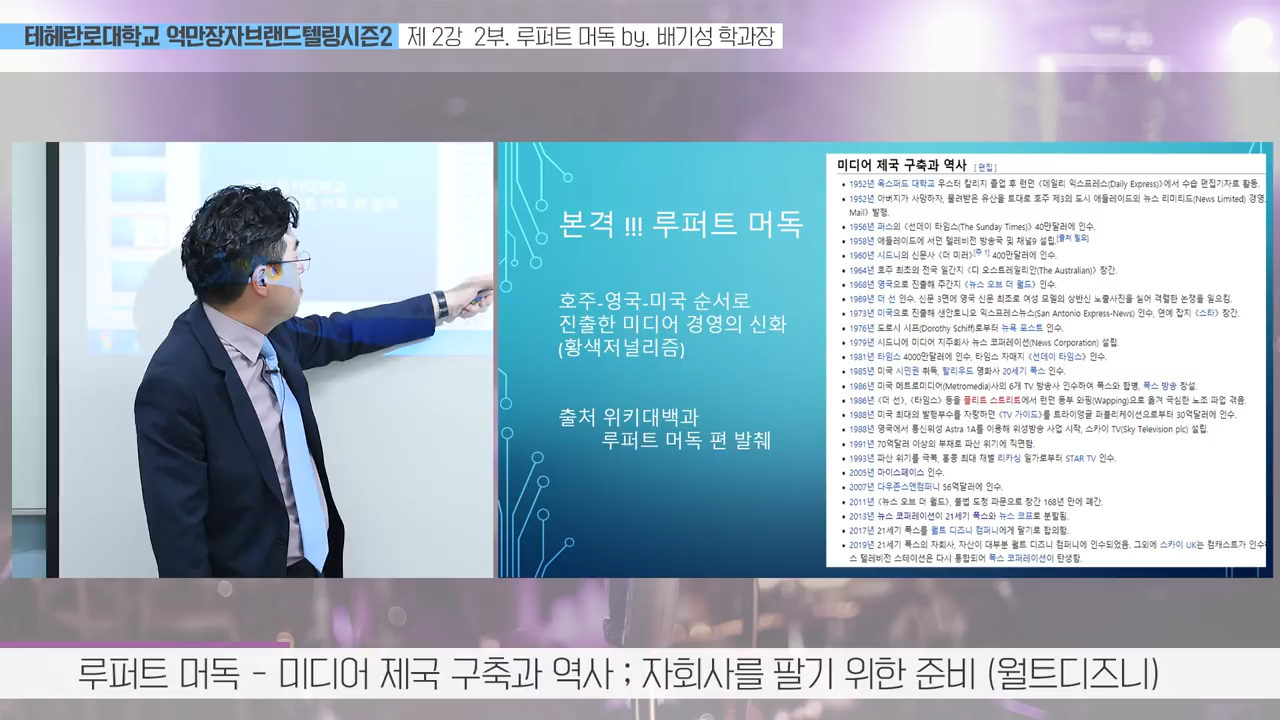 테헤란로대학교 억만장자브랜드텔링시즌2 제 2강 2부. 루퍼트 머독 by. 배기성 학과장
본격 !!! 루퍼트 머독
호주-영국-미국 순서로
진출한 미디어 경영의 신화
(황색저널리즘)
출처 위키대백과
루퍼트 머독 편 발췌
미디어 제국 구축과 역사 [편집]
• 1952년 옥스퍼드 대학교 우스터 칼리지 졸업 후 런던 《데일리 익스프레스(Daily Express)》에서 수습 편집기자로 활동.
• 1952년 아버지가 사망하자, 물려받은 유산을 토대로 호주 제3의 도시 애들레이드의 뉴스 리미티드(News Limited) 경영.
Mail》 발행.
• 1956년 퍼스의 《선데이 타임스(The Sunday Times)》 40만달러에 인수.
• 1958년 애들레이드에 서던 텔레비전 방송국 및 채널9 설립.[출처 필요]
• 1960년 시드니의 신문사 《더 미러》[주 1] 400만달러에 인수.
• 1964년 호주 최초의 전국 일간지 《디 오스트레일리안(The Australian)》 창간.
• 1968년 영국으로 진출해 주간지 《뉴스 오브 더 월드》 인수.
• 1969년 더 선 인수. 신문 3면에 영국 신문 최초로 여성 모델의 상반신 노출사진을 실어 격렬한 논쟁을 일으킴.
• 1973년 미국으로 진출해 샌안토니오 익스프레스뉴스(San Antonio Express-News) 인수, 연예 잡지 《스타》 창간.
• 1976년 도로시 시프(Dorothy Schiff)로부터 뉴욕 포스트 인수.
• 1979년 시드니에 미디어 지주회사 뉴스 코퍼레이션(News Corporation) 설립.
• 1981년 타임스 4000만달러에 인수, 타임스 자매지 《선데이 타임스》 인수.
• 1985년 미국 시민권 취득, 할리우드 영화사 20세기 폭스 인수.
• 1986년 미국 메트로미디어(Metromedia)사의 6개 TV 방송사 인수하여 폭스와 합병, 폭스 방송 창설.
• 1986년 《더 선》, 《타임스》 등을 플리트 스트리트에서 런던 동부 와핑(Wapping)으로 옮겨 극심한 노조 파업 겪음.
• 1988년 미국 최대의 발행부수를 자랑하던 《TV 가이드》를 트라이앵글 퍼블리케이션으로부터 30억달러에 인수.
• 1988년 영국에서 통신위성 Astra 1A를 이용해 위성방송 사업 시작, 스카이 TV(Sky Television plc) 설립.
• 1991년 70억달러 이상의 부채로 파산 위기에 직면함.
• 1993년 파산 위기를 극복, 홍콩 최대 재벌 리카싱 일가로부터 STAR TV 인수.
• 2005년 마이스페이스 인수.
• 2007년 다우존스앤컴퍼니 56억달러에 인수.
• 2011년 《뉴스 오브 더 월드》, 불법 도청 파문으로 창간 168년 만에 폐간.
• 2013년 뉴스 코퍼레이션이 21세기 폭스와 뉴스 코프로 분할됨.
• 2017년 21세기 폭스를 월트 디즈니 컴퍼니에게 팔기로 합의함.
• 2019년 21세기 폭스의 자회사, 자산이 대부분 월트 디즈니 컴퍼니에 인수되었음, 그외에 스카이 UK는 컴캐스트가 인수
스 텔레비전 스테이션은 다시 통합되어 폭스 코퍼레이션이 탄생함.
루퍼트 머독 - 미디어 제국 구축과 역사 ; 자회사를 팔기 위한 준비 (월트디즈니)